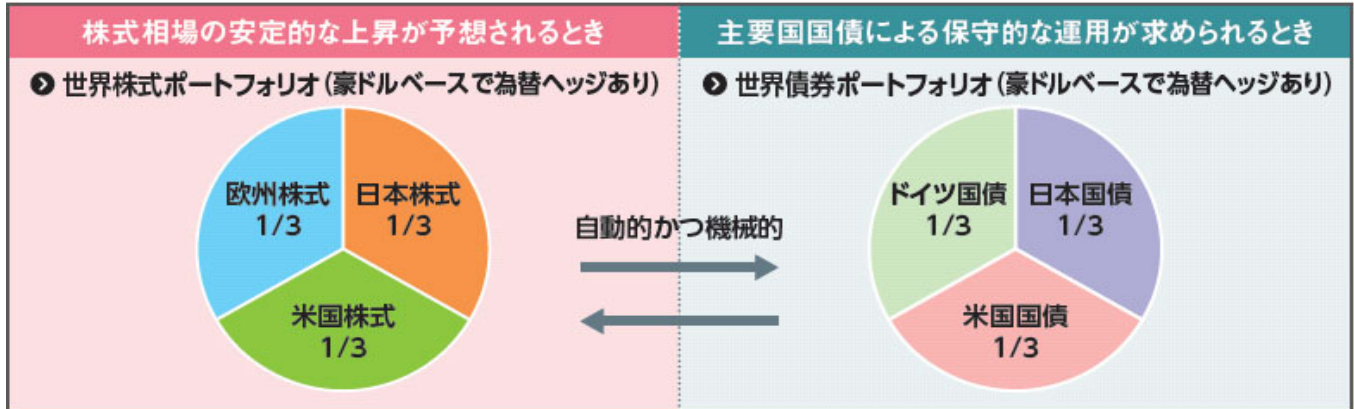 株式相場の安定的な上昇が予想されるとき
世界株式ポートフォリオ(豪ドルベースで為替ヘッジあり)
欧州株式
1/3
日本株式
1/3
米国株式
1/3
自動的かつ機械的
主要国国債による保守的な運用が求められるとき
世界債券ポートフォリオ(豪ドルベースで為替ヘッジあり)
ドイツ国債
1/3
日本国債
1/3
米国国債
1/3